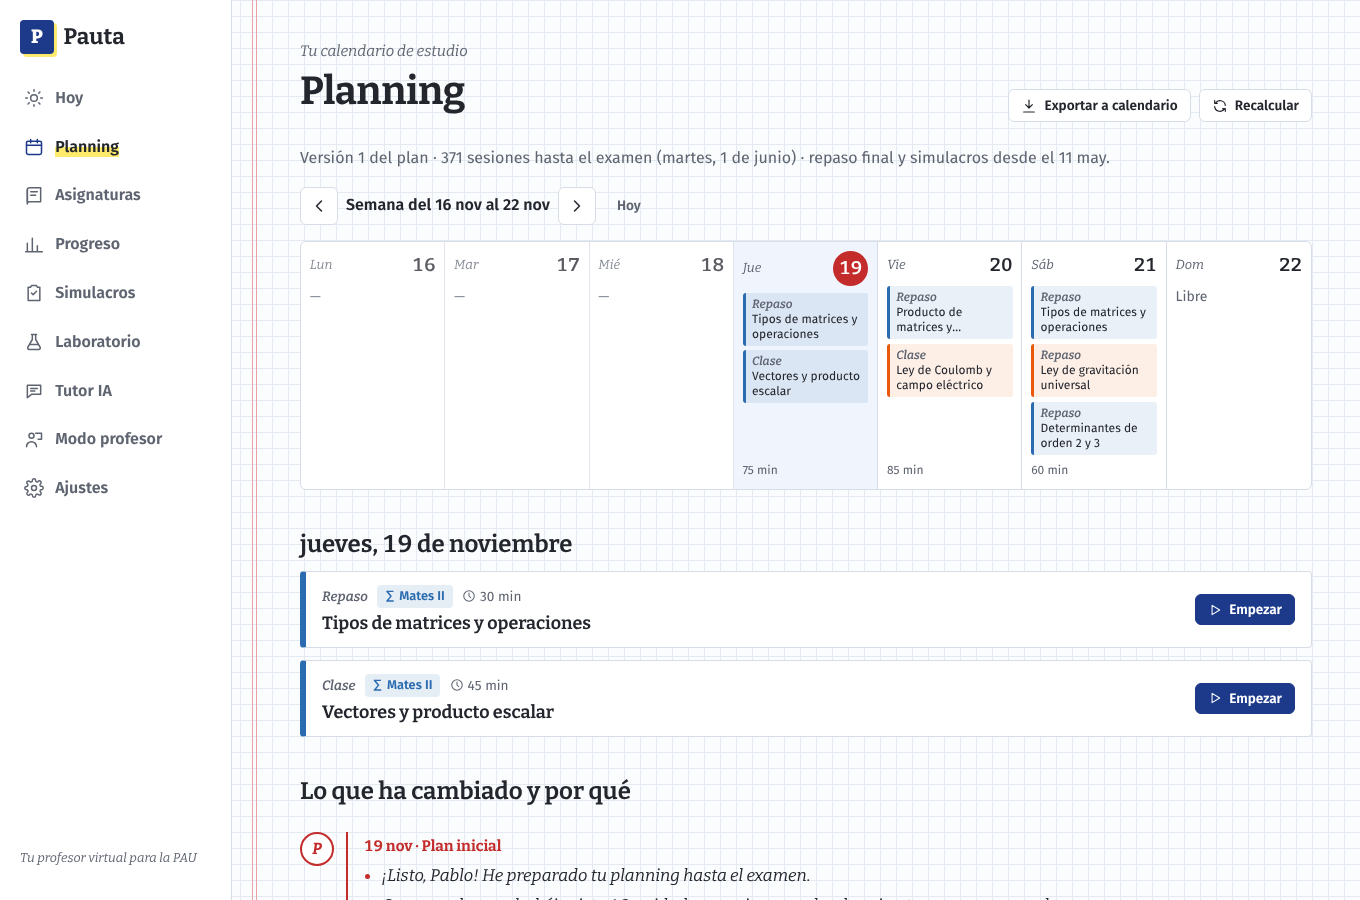 P Pauta
Hoy
Planning
Asignaturas
Progreso
Simulacros
Laboratorio
Tutor IA
Modo profesor
Ajustes
Tu profesor virtual para la PAU
Tu calendario de estudio
Planning
Exportar a calendario
Recalcular
Versión 1 del plan · 371 sesiones hasta el examen (martes, 1 de junio) · repaso final y simulacros desde el 11 may.
Semana del 16 nov al 22 nov
Hoy
Lun 16
—
Mar 17
—
Mié 18
—
Jue 19
Repaso
Tipos de matrices y
operaciones
Clase
Vectores y producto
escalar
75 min
Vie 20
Repaso
Producto de
matrices y...
Clase
Ley de Coulomb y
campo eléctrico
85 min
Sáb 21
Repaso
Tipos de matrices y
operaciones
Repaso
Ley de gravitación
universal
Repaso
Determinantes de
orden 2 y 3
60 min
Dom 22
Libre
jueves, 19 de noviembre
Repaso Σ Mates II 30 min
Tipos de matrices y operaciones
Empezar
Clase Σ Mates II 45 min
Vectores y producto escalar
Empezar
Lo que ha cambiado y por qué
P
19 nov · Plan inicial
• ¡Listo, Pablo! He preparado tu planning hasta el examen.